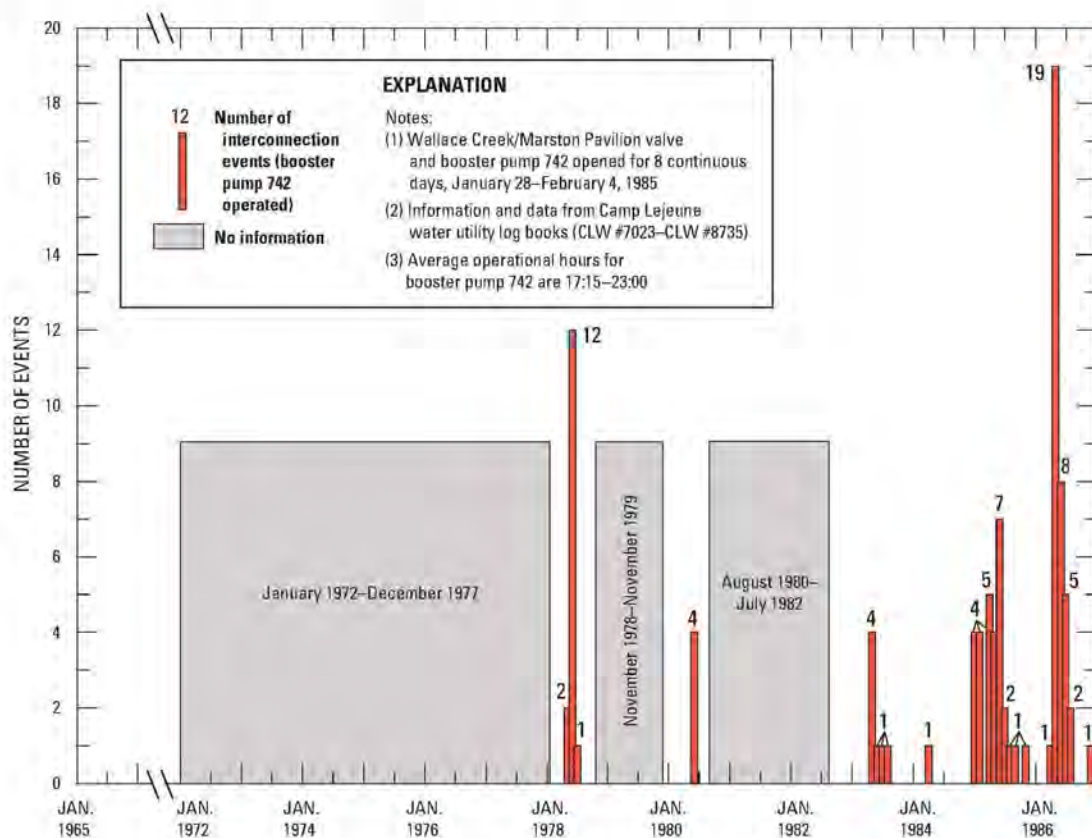 20
18
16
14
12
10
8
6
4
2
0
NUMBER OF EVENTS
EXPLANATION
12
Number of
interconnection
events (booster
pump 742
operated)
No information
Notes:
(1) Wallace Creek/Marston Pavilion valve
and booster pump 742 opened for 8 continuous
days, January 28–February 4, 1985
(2) Information and data from Camp Lejeune
water utility log books (CLW #7023–CLW #8735)
(3) Average operational hours for
booster pump 742 are 17:15–23:00
January 1972–December 1977
2
12
1
November 1978–November 1979
4
August 1980–
July 1982
4
1
1
4
5
7
2
1
1
19
8
5
2
1
JAN.
1965
JAN.
1972
JAN.
1974
JAN.
1976
JAN.
1978
JAN.
1980
JAN.
1982
JAN.
1984
JAN.
1986